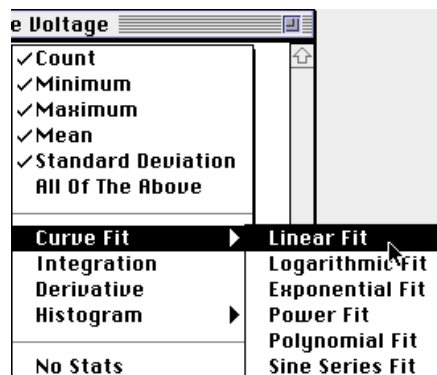 e Voltage
✓Count
✓Minimum
✓Maximum
✓Mean
✓Standard Deviation
All Of The Above
Curve Fit
Integration
Derivative
Histogram
No Stats
Linear Fit
Logarithmic Fit
Exponential Fit
Power Fit
Polynomial Fit
Sine Series Fit